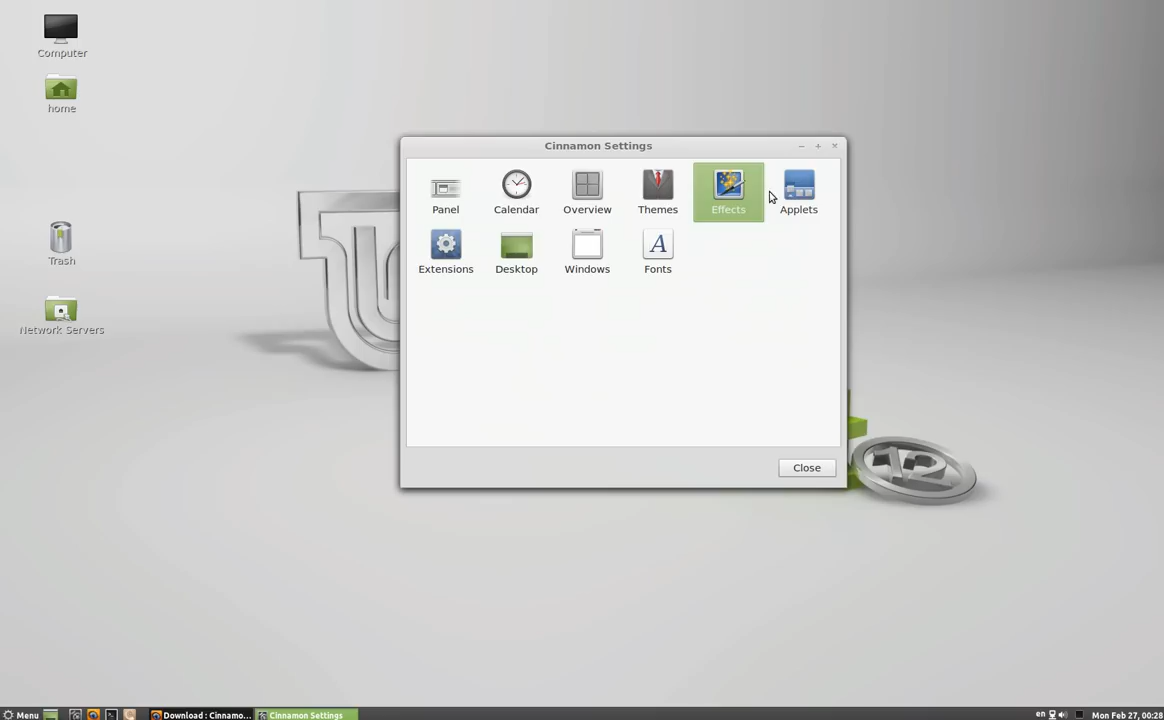 Computer
home
Trash
Network Servers
Cinnamon Settings
Panel
Calendar
Overview
Themes
Effects
Applets
Extensions
Desktop
Windows
A
Fonts
Close
12
Menu
Download : Cinnamo...
Cinnamon Settings
en
Mon Feb 27, 00:28